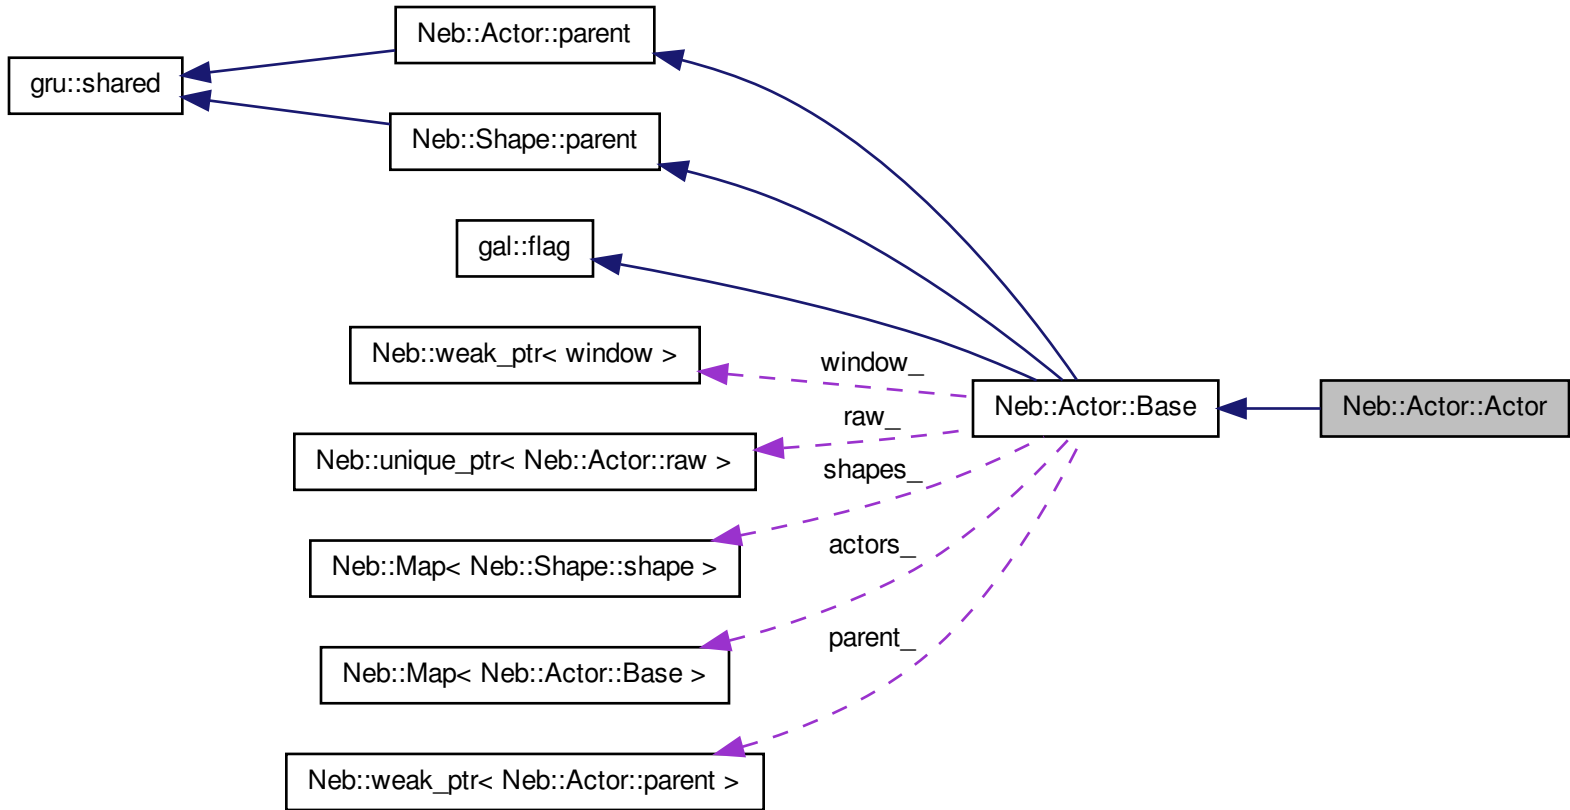 Neb::Actor::parent
gru::shared
Neb::Shape::parent
gal::flag
Neb::weak_ptr< window >
window_
Neb::Actor::Base
Neb::Actor::Actor
raw_
Neb::unique_ptr< Neb::Actor::raw >
shapes_
Neb::Map< Neb::Shape::shape >
actors_
Neb::Map< Neb::Actor::Base >
parent_
Neb::weak_ptr< Neb::Actor::parent >